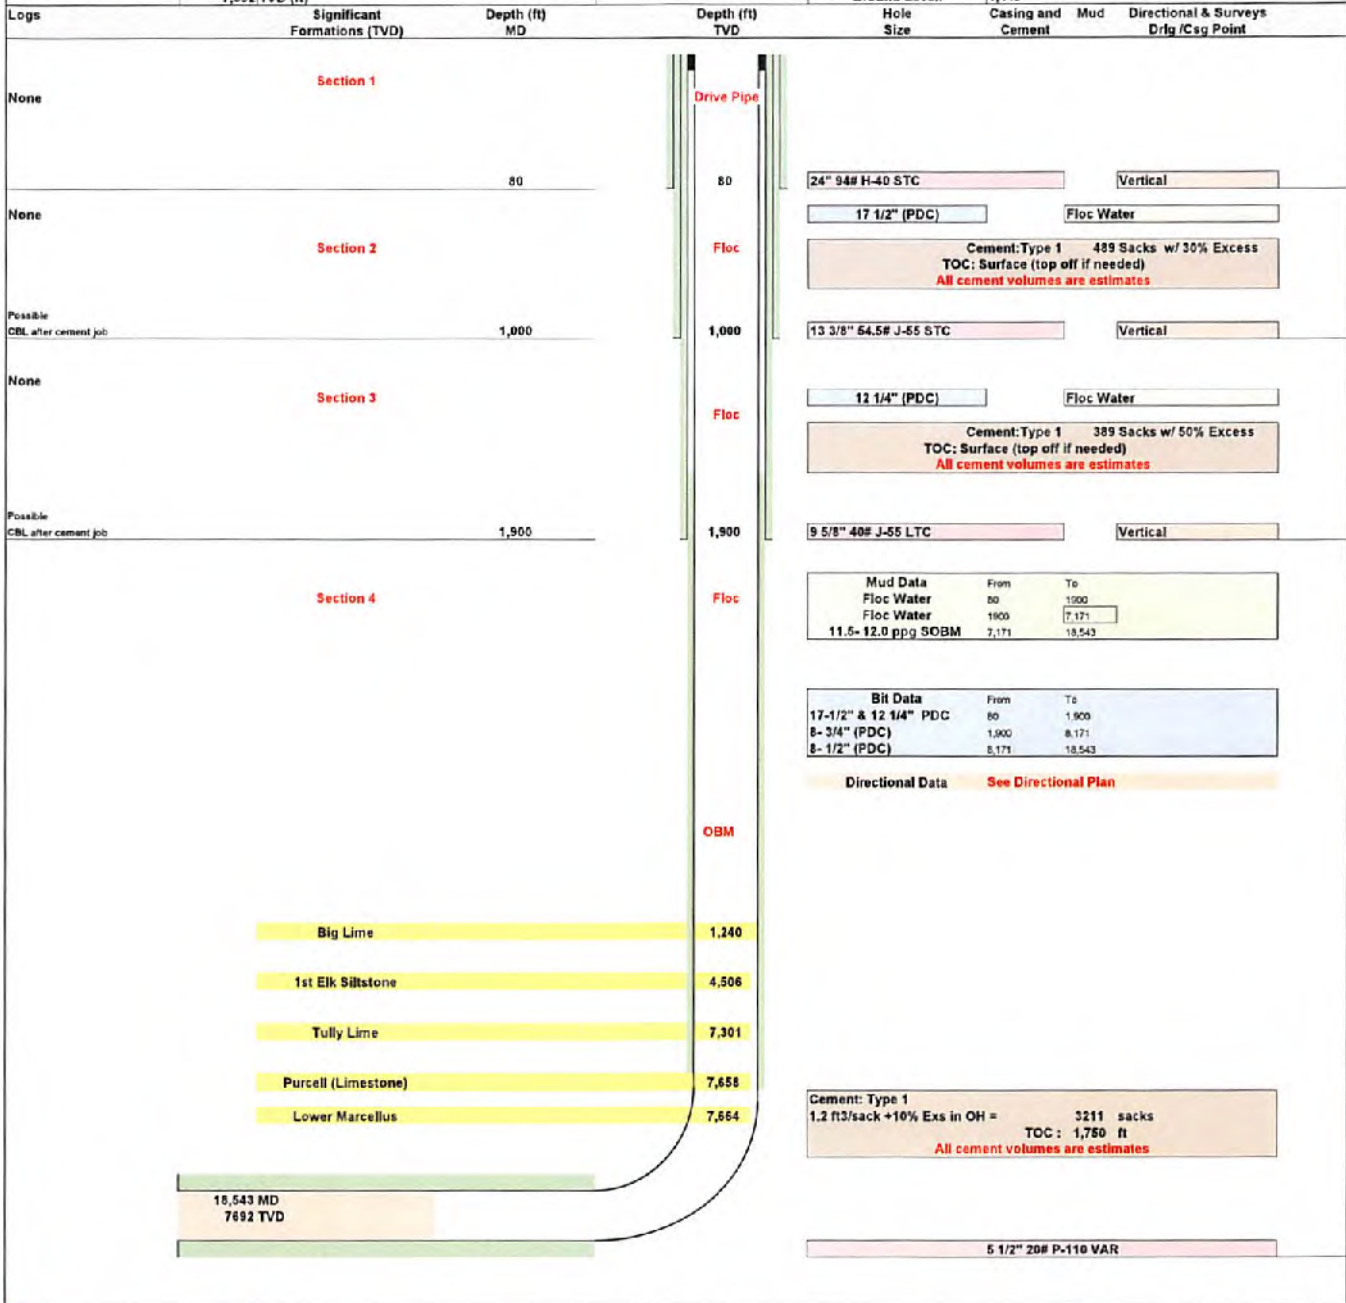 7,692 TVD (ft)
Logs Significant Formations (TVD) Depth (ft) MD Depth (ft) TVD Hole Size Casing and Cement Mud Directional & Surveys Drlg /Csg Point
Section 1
None
Drive Pipe
80 80 24" 94# H-40 STC Vertical
None 17 1/2" (PDC) Floc Water
Section 2 Floc
Cement:Type 1 489 Sacks w/ 30% Excess
TOC: Surface (top off if needed)
All cement volumes are estimates
Possible
CBL after cement job 1,000 1,000 13 3/8" 54.5# J-55 STC Vertical
None
Section 3 12 1/4" (PDC) Floc Water
Floc
Cement:Type 1 389 Sacks w/ 50% Excess
TOC: Surface (top off if needed)
All cement volumes are estimates
Possible
CBL after cement job 1,900 1,900 9 5/8" 40# J-55 LTC Vertical
Section 4 Floc
Mud Data From To
Floc Water 80 1900
Floc Water 1900 7,171
11.5- 12.0 ppg SOBM 7,171 18,543
Bit Data From To
17-1/2" & 12 1/4" PDC 80 1,900
8- 3/4" (PDC) 1,900 8,171
8- 1/2" (PDC) 8,171 18,543
Directional Data See Directional Plan
OBM
Big Lime 1,240
1st Elk Siltstone 4,506
Tully Lime 7,301
Purcell (Limestone) 7,658
Lower Marcellus 7,664
Cement: Type 1
1.2 ft3/sack +10% Exs in OH = 3211 sacks
TOC : 1,750 ft
All cement volumes are estimates
18,543 MD
7692 TVD
5 1/2" 20# P-110 VAR